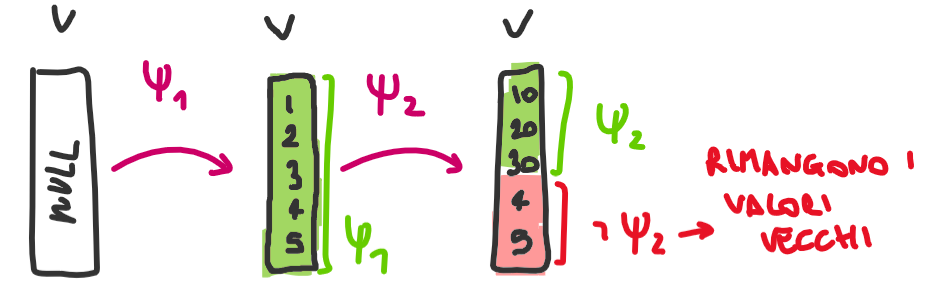 V
V
V
NULL
Ψ1
1
2
3
4
5
Ψ1
Ψ2
10
20
30
4
5
Ψ2
¬Ψ2 →
RIMANGONO I
VALORI
VECCHI